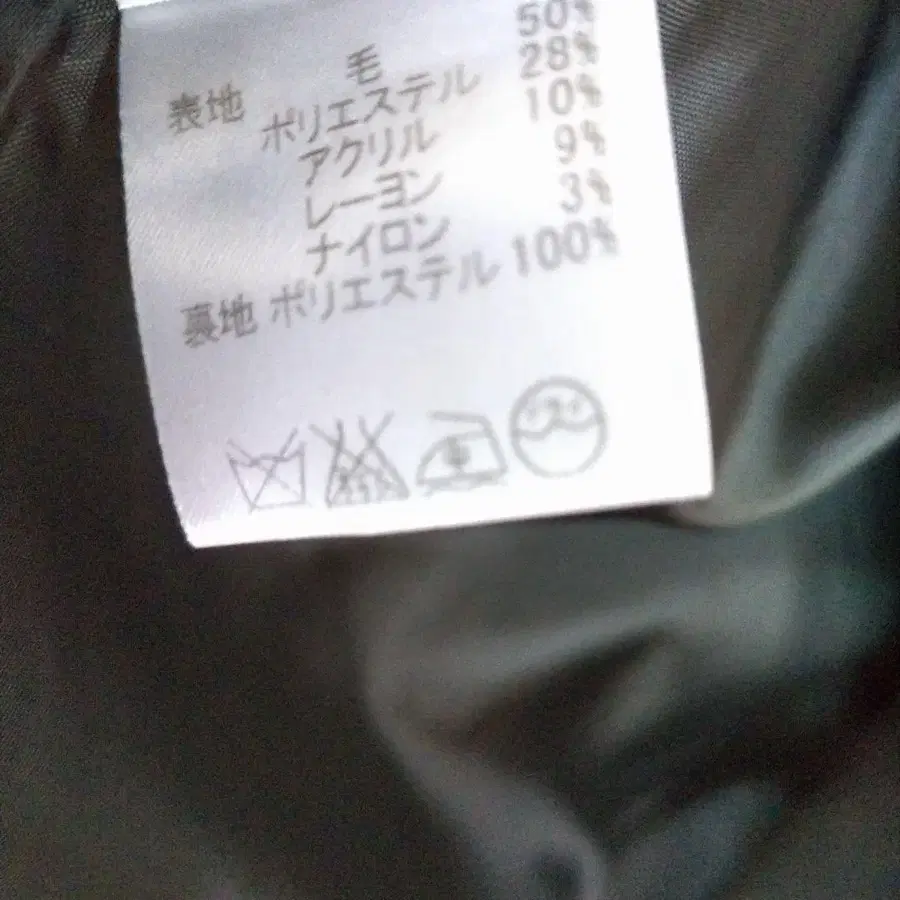 表地 毛 50%
ポリエステル 28%
アクリル 10%
レーヨン 9%
ナイロン 3%
裏地 ポリエステル 100%